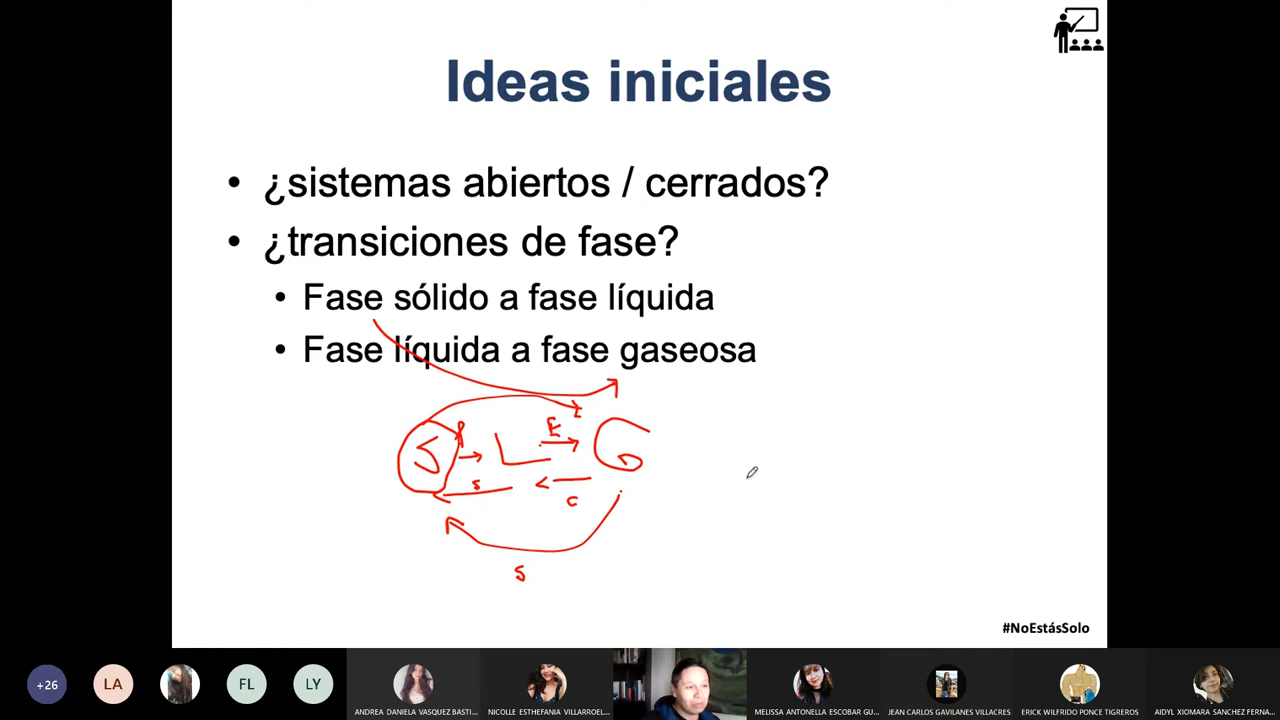 Ideas iniciales
• ¿sistemas abiertos / cerrados?
• ¿transiciones de fase?
• Fase sólido a fase líquida
• Fase líquida a fase gaseosa
E
S L G
S
C
S
#NoEstásSolo
+26 LA FL LY
ANDREA DANIELA VASQUEZ BASTI... NICOLLE ESTHEFANIA VILLARROEL... MELISSA ANTONELLA ESCOBAR GU... JEAN CARLOS GAVILANES VILLACRES ERICK WILFRIDO PONCE TIGREROS AIDYL XIOMARA SANCHEZ FERNA...